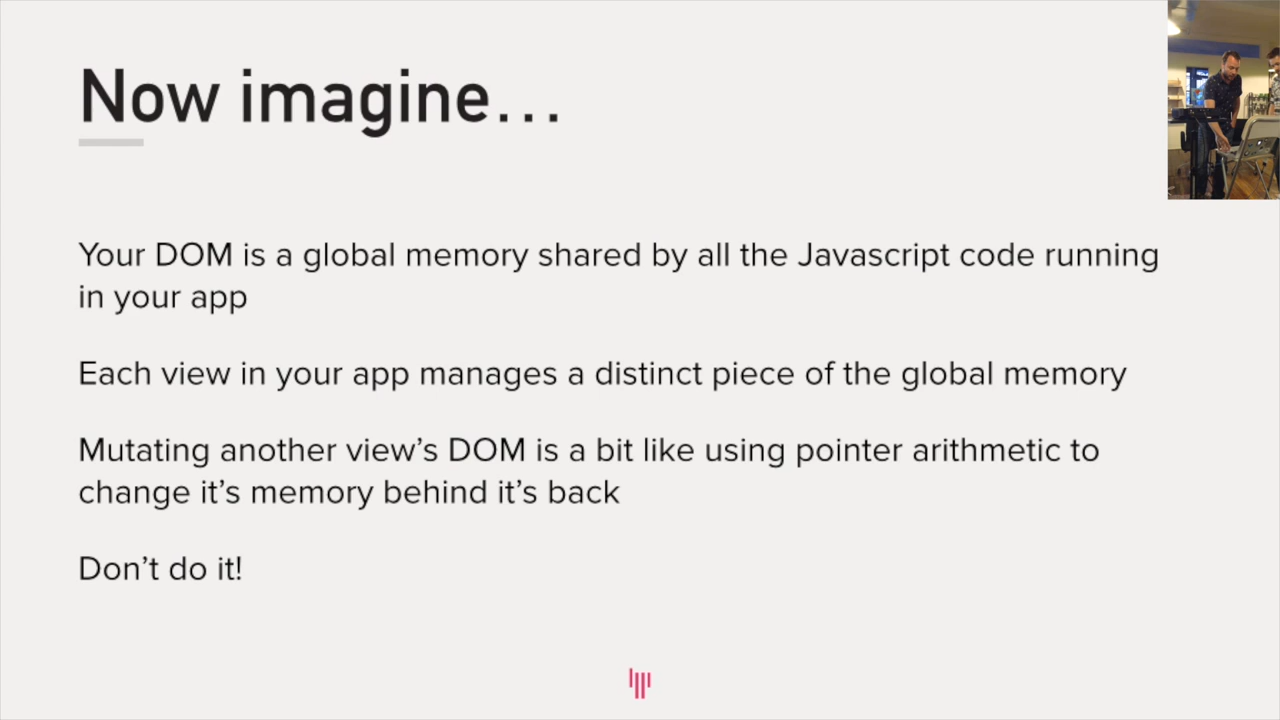 Now imagine…
Your DOM is a global memory shared by all the Javascript code running
in your app
Each view in your app manages a distinct piece of the global memory
Mutating another view’s DOM is a bit like using pointer arithmetic to
change it’s memory behind it’s back
Don’t do it!